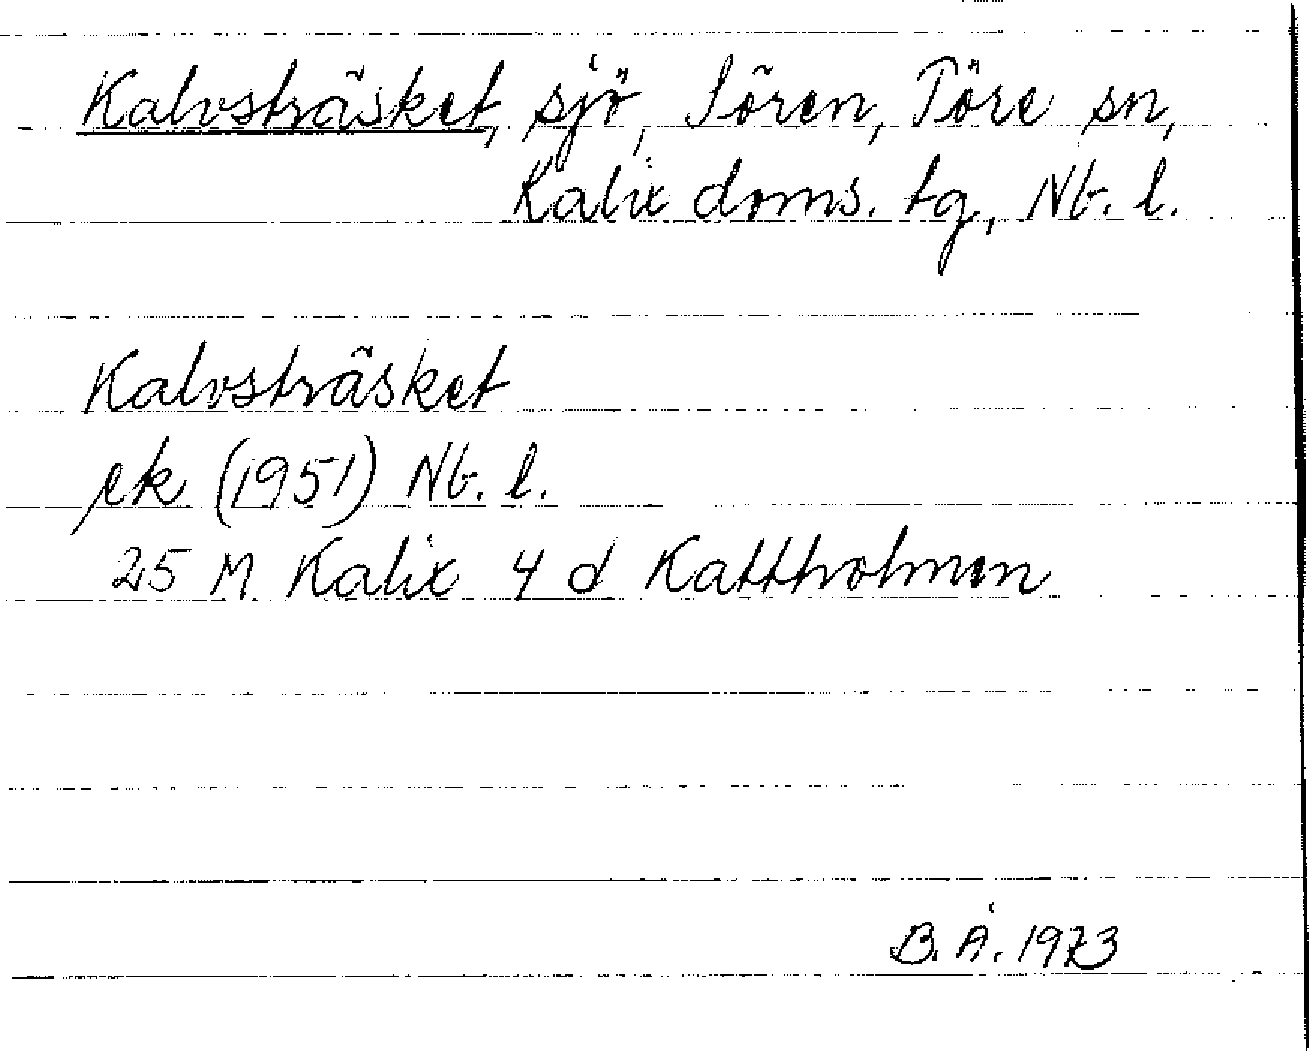 Kalvsträsket, sjö, Sören, Töre sn,
Kalix doms. tg, Nb. l.
Kalvsträsket
ek (1951) Nb. l.
25 M Kalix 4 d Kattholmen
B. Å. 1973